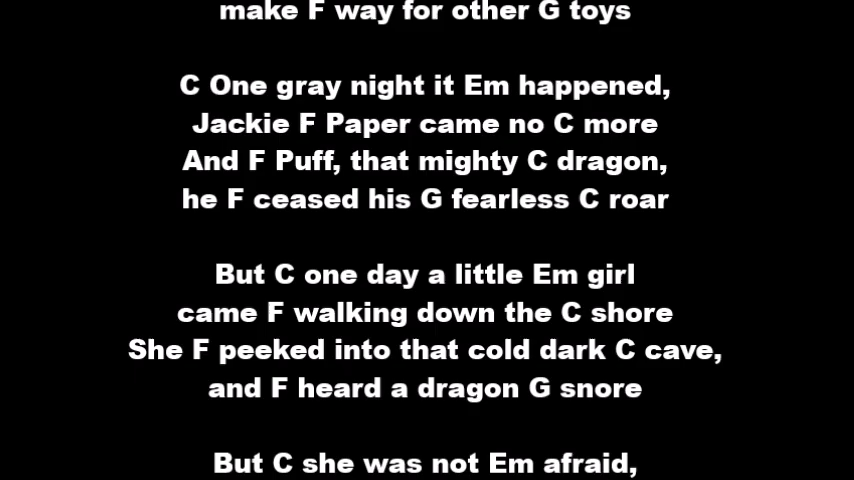 make F way for other G toys
C One gray night it Em happened,
Jackie F Paper came no C more
And F Puff, that mighty C dragon,
he F ceased his G fearless C roar
But C one day a little Em girl
came F walking down the C shore
She F peeked into that cold dark C cave,
and F heard a dragon G snore
But C she was not Em afraid,